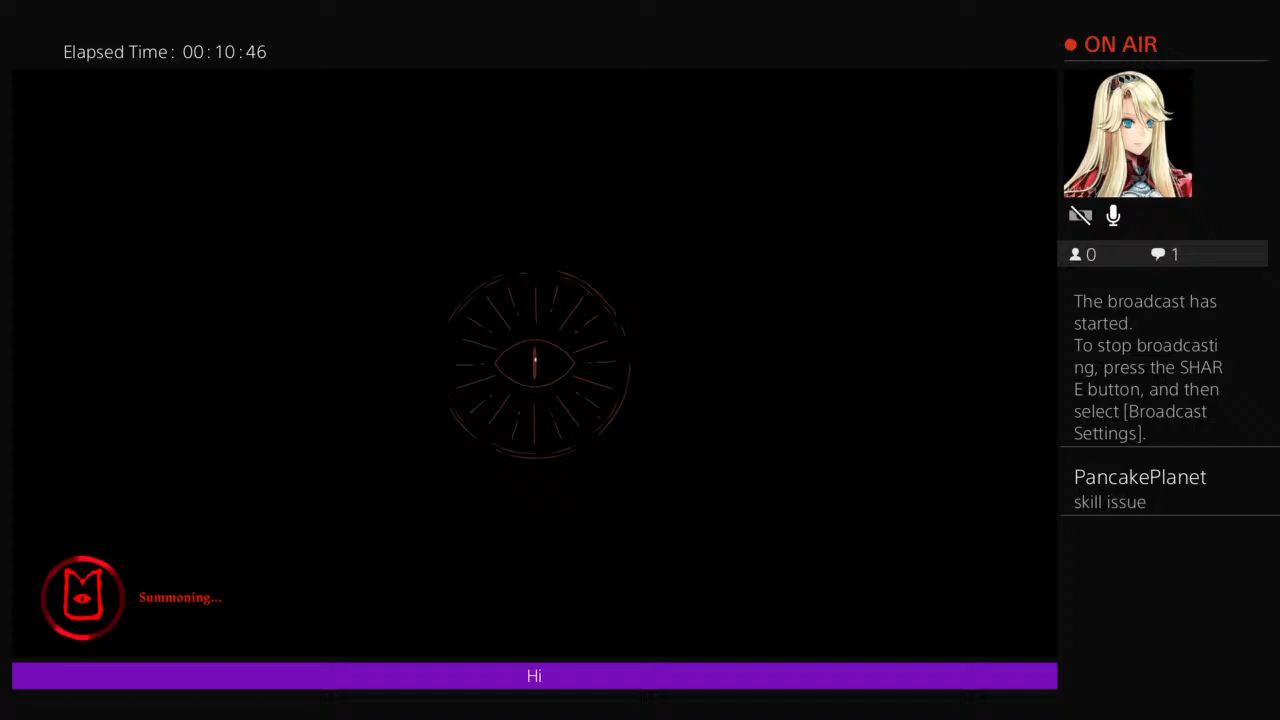 Elapsed Time: 00:10:46
ON AIR
0 1
The broadcast has
started.
To stop broadcasti
ng, press the SHAR
E button, and then
select [Broadcast
Settings].
PancakePlanet
skill issue
Summoning...
Hi